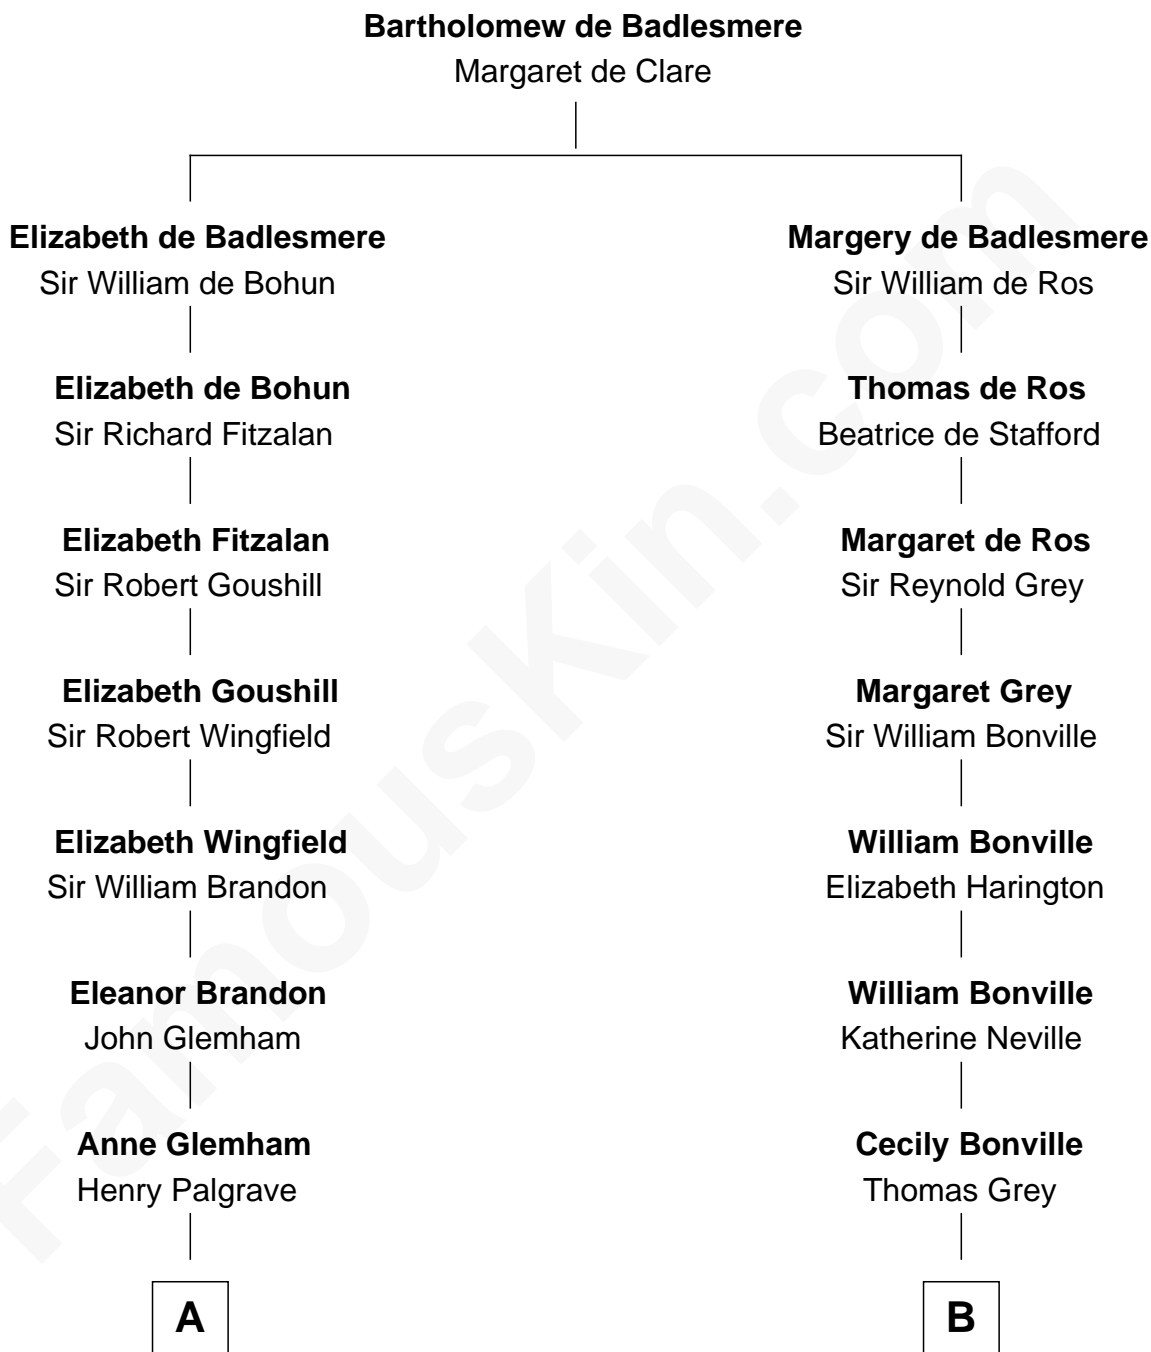 Bartholomew de Badlesmere
Margaret de Clare
Elizabeth de Badlesmere
Sir William de Bohun
Margery de Badlesmere
Sir William de Ros
Elizabeth de Bohun
Sir Richard Fitzalan
Thomas de Ros
Beatrice de Stafford
Elizabeth Fitzalan
Sir Robert Goushill
Margaret de Ros
Sir Reynold Grey
Elizabeth Goushill
Sir Robert Wingfield
Margaret Grey
Sir William Bonville
Elizabeth Wingfield
Sir William Brandon
William Bonville
Elizabeth Harington
Eleanor Brandon
John Glemham
William Bonville
Katherine Neville
Anne Glemham
Henry Palgrave
Cecily Bonville
Thomas Grey
A
B
FamousKin.com